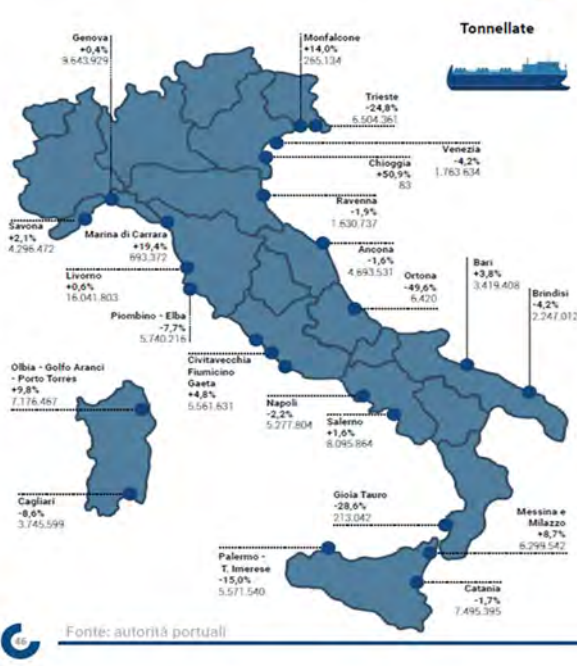 Tonnellate
Genova
+0,4%
9.643.929
Monfalcone
+14,0%
265.134
Trieste
-24,8%
6.504.361
Venezia
-4,2%
1.763.634
Chioggia
+50,9%
83
Ravenna
-1,9%
1.630.737
Savona
+2,1%
4.296.472
Marina di Carrara
+19,4%
693.372
Ancona
-1,6%
4.693.531
Livorno
+0,6%
16.041.803
Ortona
-49,6%
6.420
Bari
+3,8%
3.419.408
Brindisi
-4,2%
2.247.012
Piombino - Elba
-7,7%
5.740.216
Olbia - Golfo Aranci
- Porto Torres
+9,8%
7.176.467
Civitavecchia
Fiumicino
Gaeta
+4,8%
5.561.631
Napoli
-2,2%
5.277.804
Salerno
+1,6%
8.095.864
Cagliari
-8,6%
3.745.599
Gioia Tauro
-28,6%
213.042
Messina e
Milazzo
+8,7%
6.299.542
Palermo -
T. Imerese
-15,0%
5.571.540
Catania
-1,7%
7.495.395
46
Fonte: autorità portuali